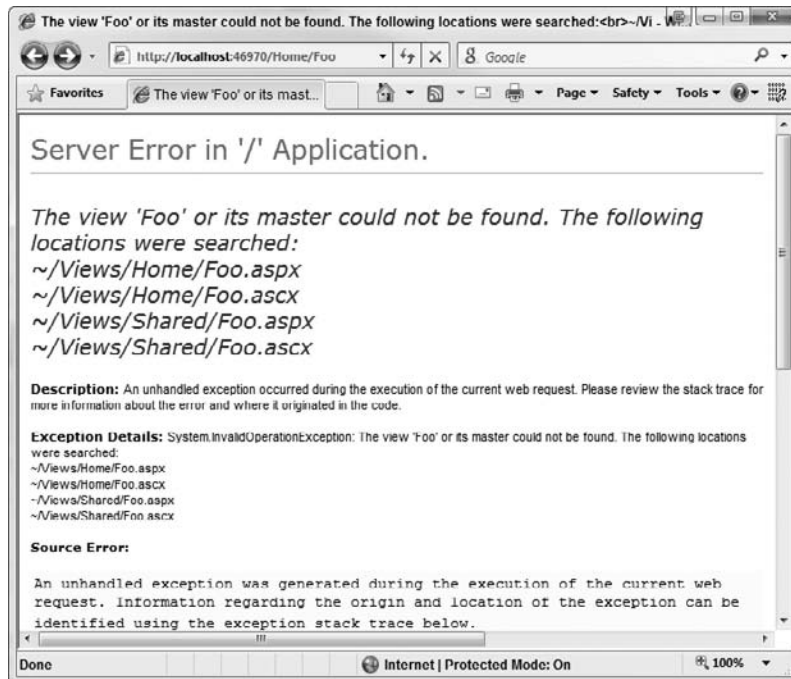 The view 'Foo' or its master could not be found. The following locations were searched:<br>~/Vi - W
http://localhost:46970/Home/Foo
Google
Favorites
The view 'Foo' or its mast...
Page
Safety
Tools
Server Error in '/' Application.
The view 'Foo' or its master could not be found. The following
locations were searched:
~/Views/Home/Foo.aspx
~/Views/Home/Foo.ascx
~/Views/Shared/Foo.aspx
~/Views/Shared/Foo.ascx
Description: An unhandled exception occurred during the execution of the current web request. Please review the stack trace for
more information about the error and where it originated in the code.
Exception Details: System.InvalidOperationException: The view 'Foo' or its master could not be found. The following locations
were searched:
~/Views/Home/Foo.aspx
~/Views/Home/Foo.ascx
~/Views/Shared/Foo.aspx
~/Views/Shared/Foo.ascx
Source Error:
An unhandled exception was generated during the execution of the current web
request. Information regarding the origin and location of the exception can be
identified using the exception stack trace below.
Done
Internet | Protected Mode: On
100%